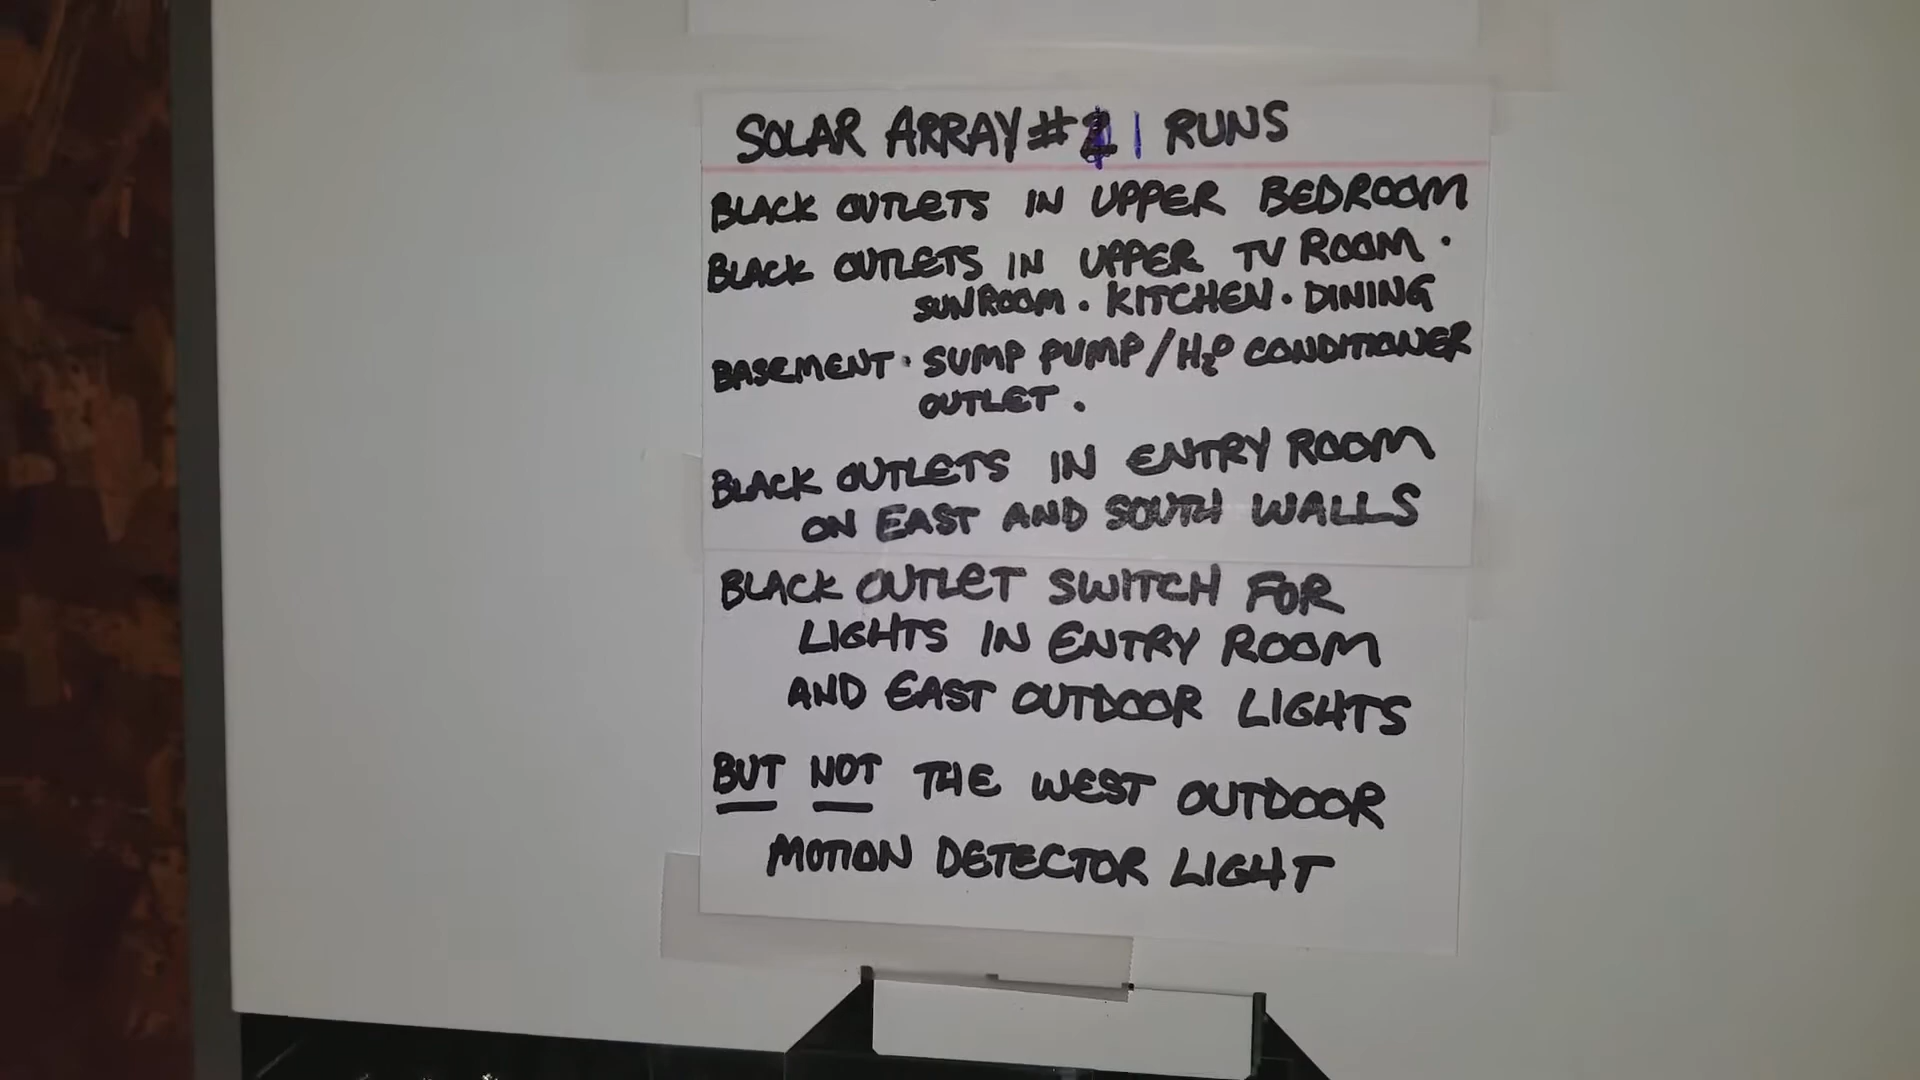 SOLAR ARRAY # 1 RUNS
BLACK OUTLETS IN UPPER BEDROOM
BLACK OUTLETS IN UPPER TV ROOM ·
SUNROOM · KITCHEN · DINING
BASEMENT · SUMP PUMP / H2O CONDITIONER
OUTLET .
BLACK OUTLETS IN ENTRY ROOM
ON EAST AND SOUTH WALLS
BLACK OUTLET SWITCH FOR
LIGHTS IN ENTRY ROOM
AND EAST OUTDOOR LIGHTS
BUT NOT THE WEST OUTDOOR
MOTION DETECTOR LIGHT